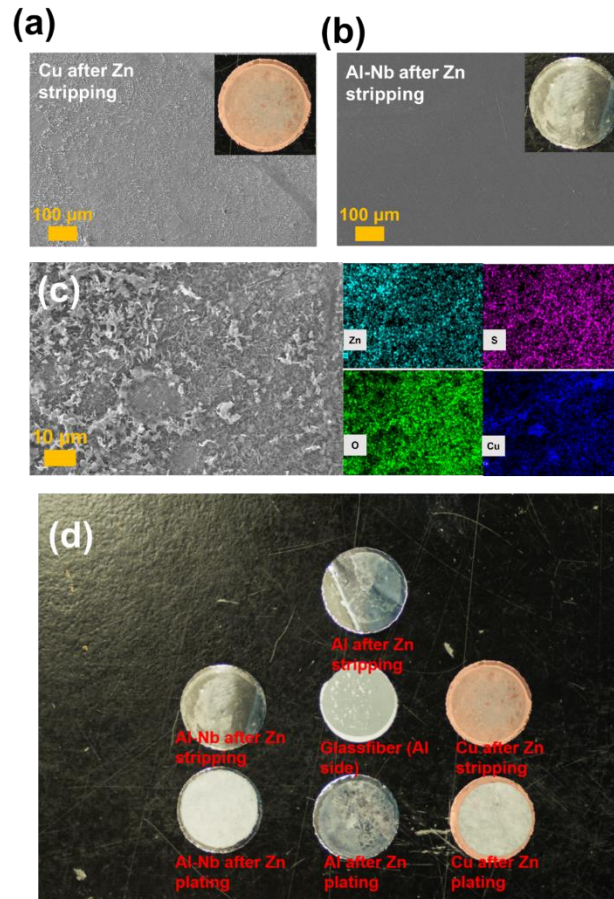 (a)
(b)
Cu after Zn
stripping
100 μm
Al-Nb after Zn
stripping
100 μm
(c)
10 μm
Zn
S
O
Cu
(d)
Al after Zn
stripping
Al-Nb after Zn
stripping
Glassfiber (Al
side)
Cu after Zn
stripping
Al-Nb after Zn
plating
Al after Zn
plating
Cu after Zn
plating